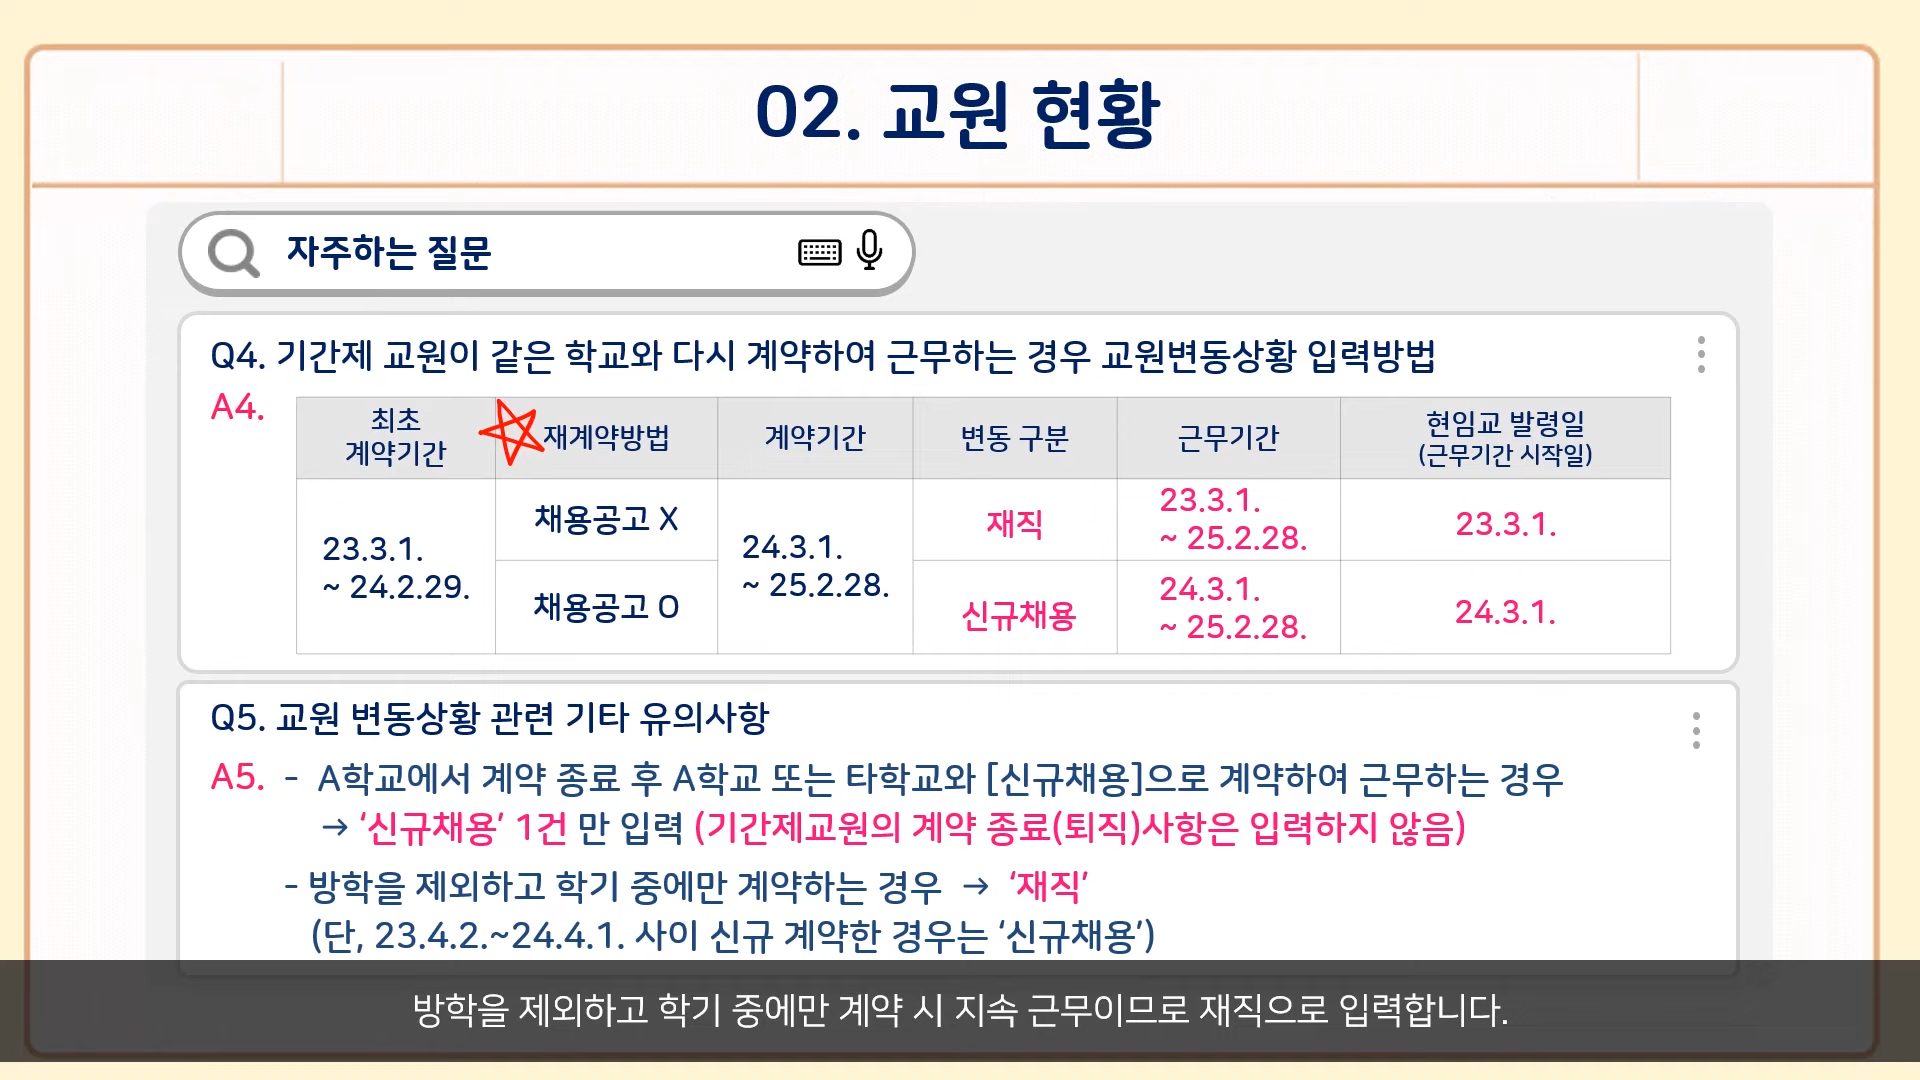 02. 교원 현황
자주하는 질문
Q4. 기간제 교원이 같은 학교와 다시 계약하여 근무하는 경우 교원변동상황 입력방법
A4.
최초
계약기간
재계약방법
계약기간
변동 구분
근무기간
현임교 발령일
(근무기간 시작일)
23.3.1.
~ 24.2.29.
채용공고 X
24.3.1.
~ 25.2.28.
재직
23.3.1.
~ 25.2.28.
23.3.1.
채용공고 O
신규채용
24.3.1.
~ 25.2.28.
24.3.1.
Q5. 교원 변동상황 관련 기타 유의사항
A5. - A학교에서 계약 종료 후 A학교 또는 타학교와 [신규채용]으로 계약하여 근무하는 경우
→ ‘신규채용’ 1건 만 입력 (기간제교원의 계약 종료(퇴직)사항은 입력하지 않음)
- 방학을 제외하고 학기 중에만 계약하는 경우 → ‘재직’
(단, 23.4.2.~24.4.1. 사이 신규 계약한 경우는 ‘신규채용’)
방학을 제외하고 학기 중에만 계약 시 지속 근무이므로 재직으로 입력합니다.